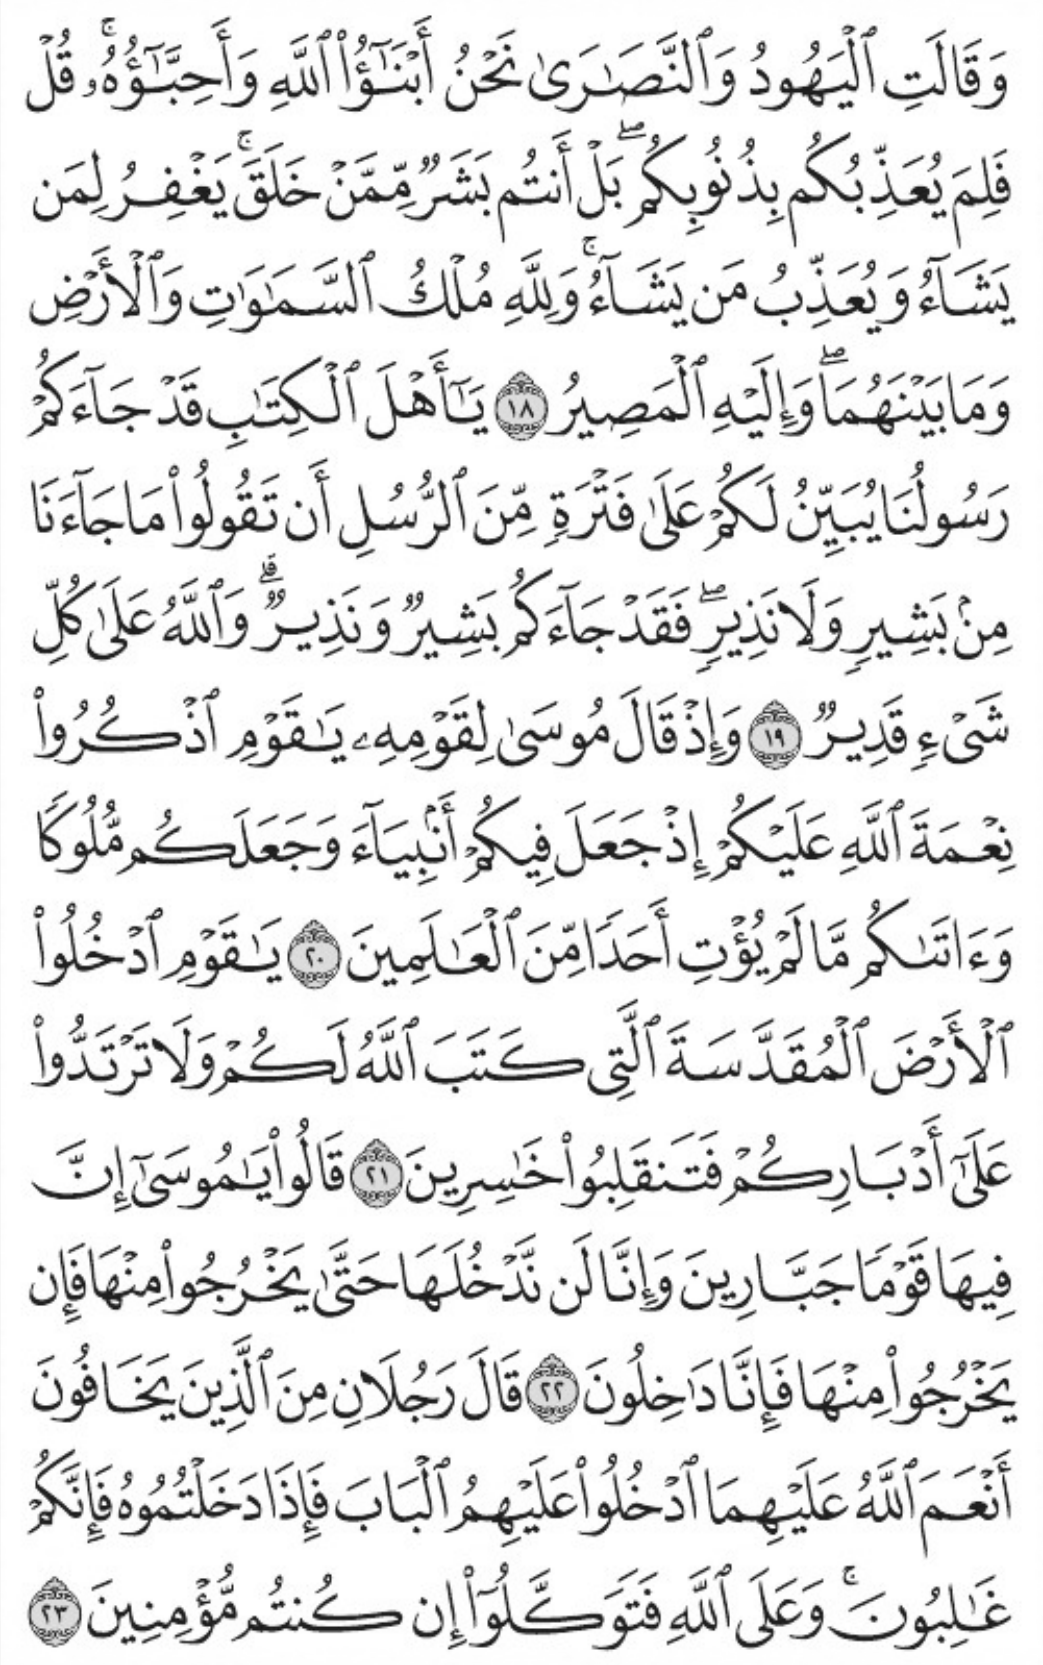 وَقَالَتِ ٱلْيَهُودُ وَٱلنَّصَـٰرَىٰ نَحْنُ أَبْنَـٰٓؤُا۟ ٱللَّهِ وَأَحِبَّـٰٓؤُهُۥ ۚ قُلْ
فَلِمَ يُعَذِّبُكُم بِذُنُوبِكُم ۖ بَلْ أَنتُم بَشَرٌ مِّمَّنْ خَلَقَ ۚ يَغْفِرُ لِمَن
يَشَآءُ وَيُعَذِّبُ مَن يَشَآءُ ۚ وَلِلَّهِ مُلْكُ ٱلسَّمَـٰوَٰتِ وَٱلْأَرْضِ
وَمَا بَيْنَهُمَا ۖ وَإِلَيْهِ ٱلْمَصِيرُ ١٨ يَـٰٓأَهْلَ ٱلْكِتَـٰبِ قَدْ جَآءَكُمْ
رَسُولُنَا يُبَيِّنُ لَكُمْ عَلَىٰ فَتْرَةٍ مِّنَ ٱلرُّسُلِ أَن تَقُولُوا۟ مَا جَآءَنَا
مِنۢ بَشِيرٍ وَلَا نَذِيرٍ ۖ فَقَدْ جَآءَكُم بَشِيرٌ وَنَذِيرٌ ۗ وَٱللَّهُ عَلَىٰ كُلِّ
شَىْءٍ قَدِيرٌ ١٩ وَإِذْ قَالَ مُوسَىٰ لِقَوْمِهِۦ يَـٰقَوْمِ ٱذْكُرُوا۟
نِعْمَةَ ٱللَّهِ عَلَيْكُمْ إِذْ جَعَلَ فِيكُمْ أَنۢبِيَآءَ وَجَعَلَكُم مُّلُوكًا
وَءَاتَىٰكُم مَّا لَمْ يُؤْتِ أَحَدًا مِّنَ ٱلْعَـٰلَمِينَ ٢٠ يَـٰقَوْمِ ٱدْخُلُوا۟
ٱلْأَرْضَ ٱلْمُقَدَّسَةَ ٱلَّتِى كَتَبَ ٱللَّهُ لَكُمْ وَلَا تَرْتَدُّوا۟
عَلَىٰٓ أَدْبَارِكُمْ فَتَنقَلِبُوا۟ خَـٰسِرِينَ ٢١ قَالُوا۟ يَـٰمُوسَىٰٓ إِنَّ
فِيهَا قَوْمًا جَبَّارِينَ وَإِنَّا لَن نَّدْخُلَهَا حَتَّىٰ يَخْرُجُوا۟ مِنْهَا فَإِن
يَخْرُجُوا۟ مِنْهَا فَإِنَّا دَٰخِلُونَ ٢٢ قَالَ رَجُلَانِ مِنَ ٱلَّذِينَ يَخَافُونَ
أَنْعَمَ ٱللَّهُ عَلَيْهِمَا ٱدْخُلُوا۟ عَلَيْهِمُ ٱلْبَابَ فَإِذَا دَخَلْتُمُوهُ فَإِنَّكُمْ
غَـٰلِبُونَ ۚ وَعَلَى ٱللَّهِ فَتَوَكَّلُوٓا۟ إِن كُنتُم مُّؤْمِنِينَ ٢٣